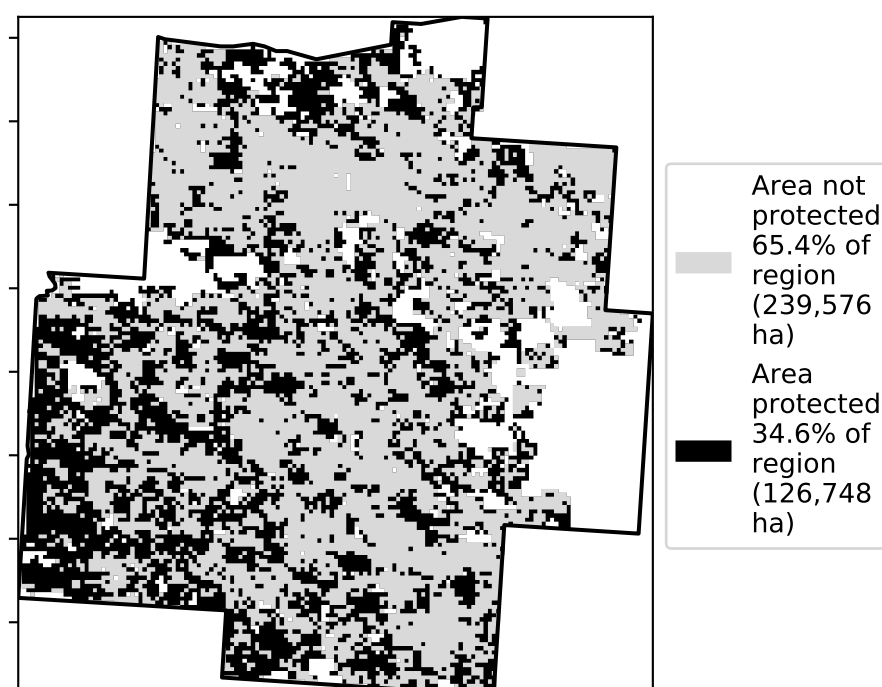 Area not
protected
65.4% of
region
(239,576
ha)
Area
protected
34.6% of
region
(126,748
ha)